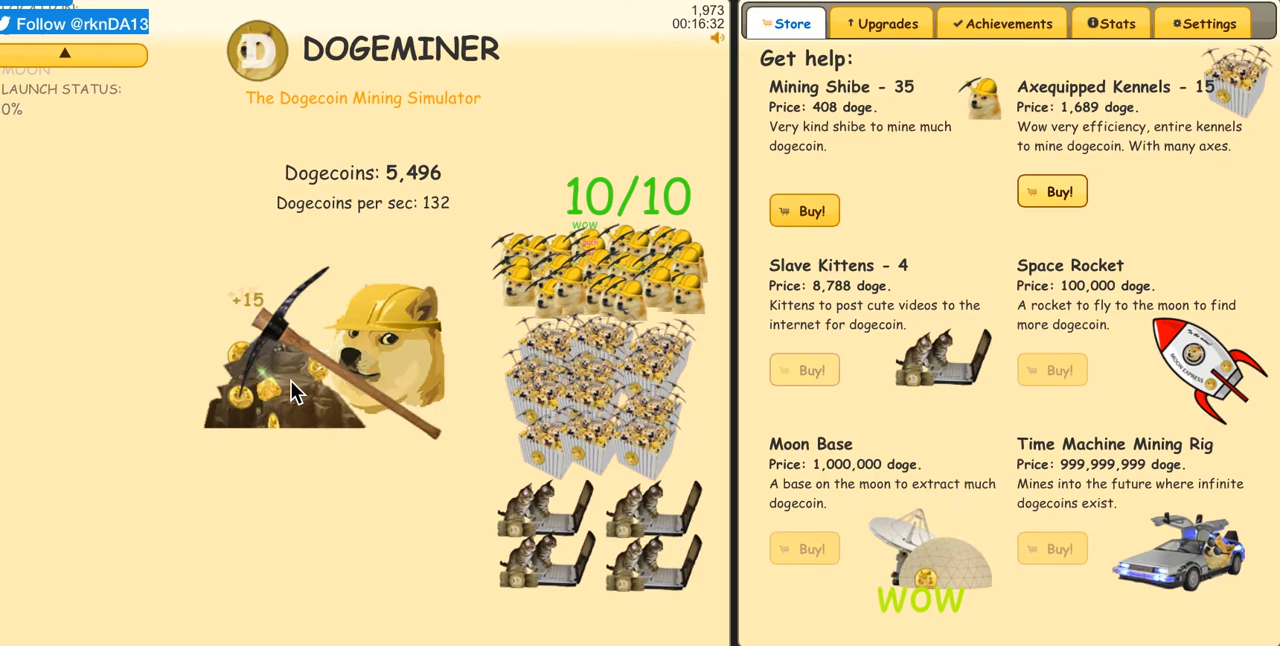 Follow @rknDA13
▲
MOON
LAUNCH STATUS:
0%
DOGEMINER
The Dogecoin Mining Simulator
1,973
00:16:32
Dogecoins: 5,496
Dogecoins per sec: 132
+15
10/10
wow
Store
Upgrades
Achievements
Stats
Settings
Get help:
Mining Shibe - 35
Price: 408 doge.
Very kind shibe to mine much
dogecoin.
Buy!
Axequipped Kennels - 15
Price: 1,689 doge.
Wow very efficiency, entire kennels
to mine dogecoin. With many axes.
Buy!
Slave Kittens - 4
Price: 8,788 doge.
Kittens to post cute videos to the
internet for dogecoin.
Buy!
Space Rocket
Price: 100,000 doge.
A rocket to fly to the moon to find
more dogecoin.
Buy!
MOON EXPRESS
Moon Base
Price: 1,000,000 doge.
A base on the moon to extract much
dogecoin.
Buy!
wow
Time Machine Mining Rig
Price: 999,999,999 doge.
Mines into the future where infinite
dogecoins exist.
Buy!